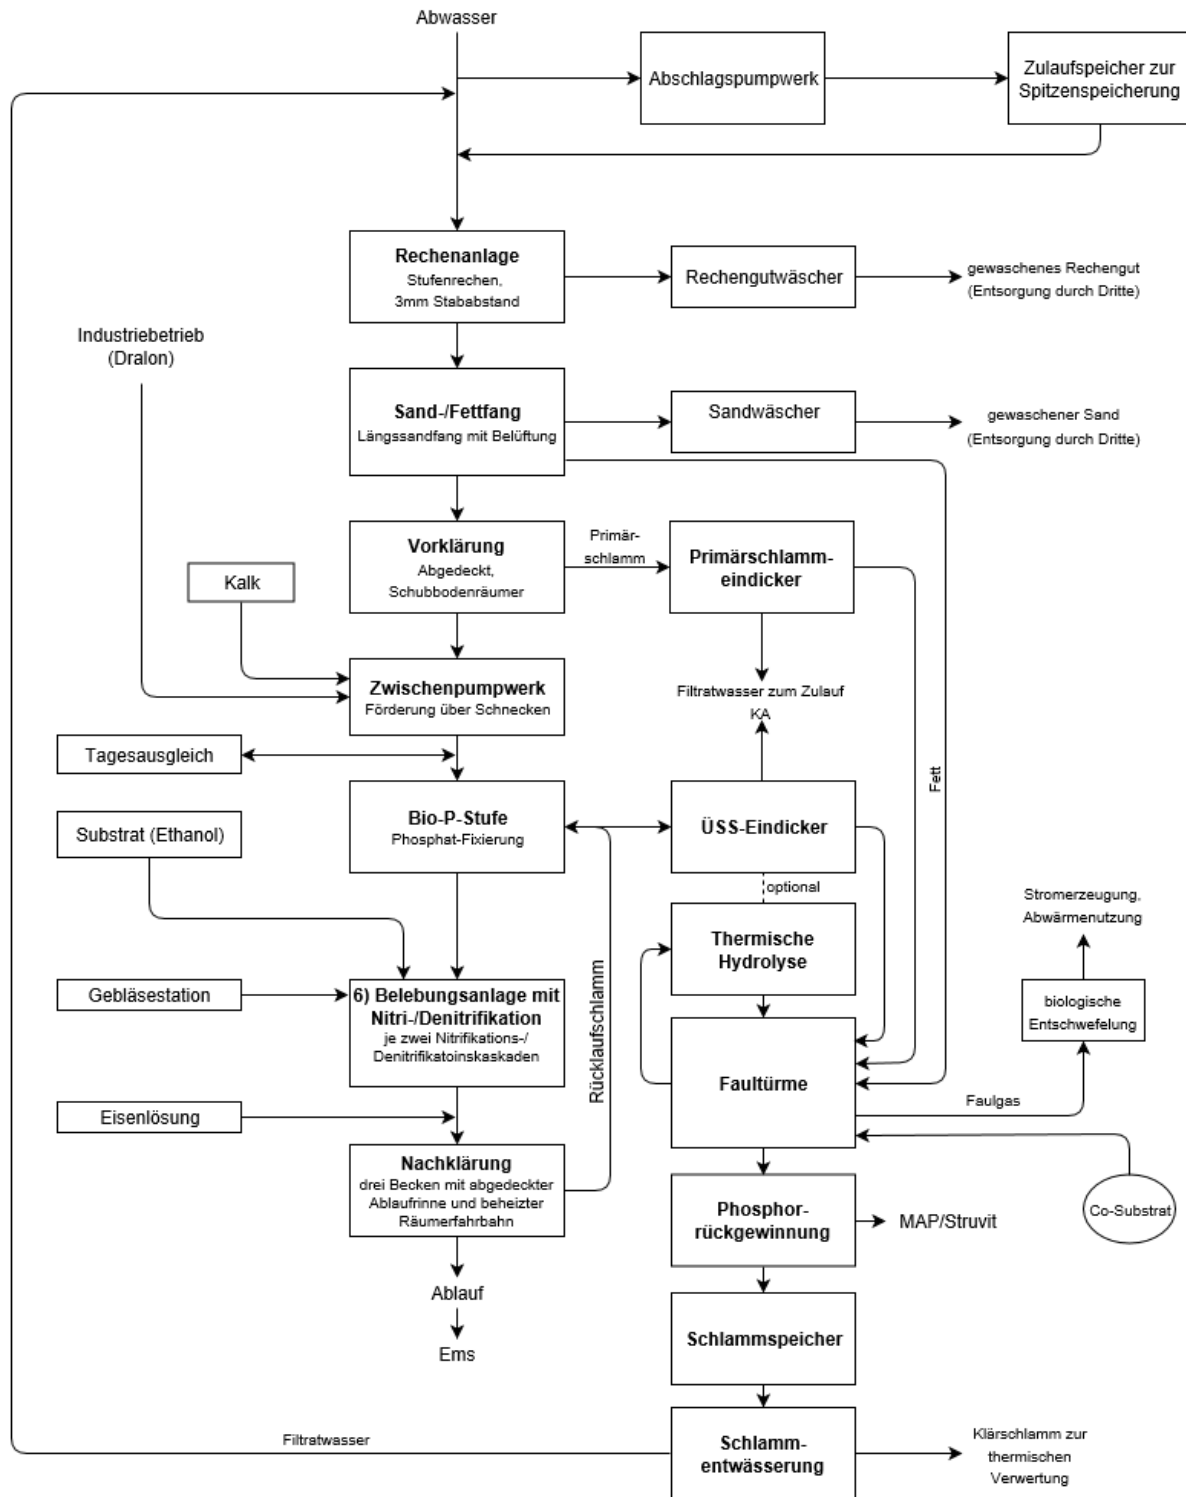 Abwasser
Abschlagspumpwerk
Zulaufspeicher zur
Spitzenspeicherung
Rechenanlage
Stufenrechen,
3mm Stababstand
Rechengutwäscher
gewaschenes Rechengut
(Entsorgung durch Dritte)
Industriebetrieb
(Dralon)
Sand-/Fettfang
Längssandfang mit Belüftung
Sandwäscher
gewaschener Sand
(Entsorgung durch Dritte)
Vorklärung
Abgedeckt,
Schubbodenräumer
Primär-
schlamm
Primärschlamm-
eindicker
Kalk
Zwischenpumpwerk
Förderung über Schnecken
Filtratwasser zum Zulauf
KA
Tagesausgleich
Fett
Bio-P-Stufe
Phosphat-Fixierung
ÜSS-Eindicker
Substrat (Ethanol)
optional
Stromerzeugung,
Abwärmenutzung
Thermische
Hydrolyse
Rücklaufschlamm
Gebläsestation
6) Belebungsanlage mit
Nitri-/Denitrifikation
je zwei Nitrifikations-/
Denitrifikatoinskaskaden
biologische
Entschwefelung
Faultürme
Faulgas
Eisenlösung
Nachklärung
drei Becken mit abgedeckter
Ablaufrinne und beheizter
Räumerfahrbahn
Phosphor-
rückgewinnung
MAP/Struvit
Co-Substrat
Ablauf
Ems
Schlammspeicher
Filtratwasser
Schlamm-
entwässerung
Klärschlamm zur
thermischen
Verwertung